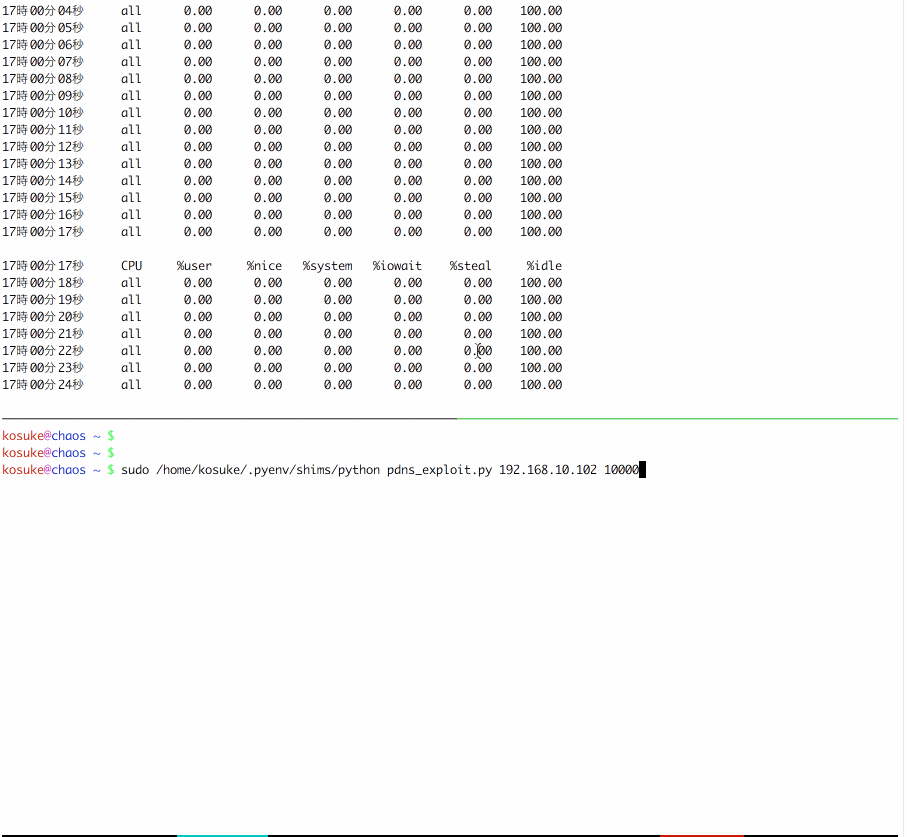 17時00分04秒 all 0.00 0.00 0.00 0.00 0.00 100.00
17時00分05秒 all 0.00 0.00 0.00 0.00 0.00 100.00
17時00分06秒 all 0.00 0.00 0.00 0.00 0.00 100.00
17時00分07秒 all 0.00 0.00 0.00 0.00 0.00 100.00
17時00分08秒 all 0.00 0.00 0.00 0.00 0.00 100.00
17時00分09秒 all 0.00 0.00 0.00 0.00 0.00 100.00
17時00分10秒 all 0.00 0.00 0.00 0.00 0.00 100.00
17時00分11秒 all 0.00 0.00 0.00 0.00 0.00 100.00
17時00分12秒 all 0.00 0.00 0.00 0.00 0.00 100.00
17時00分13秒 all 0.00 0.00 0.00 0.00 0.00 100.00
17時00分14秒 all 0.00 0.00 0.00 0.00 0.00 100.00
17時00分15秒 all 0.00 0.00 0.00 0.00 0.00 100.00
17時00分16秒 all 0.00 0.00 0.00 0.00 0.00 100.00
17時00分17秒 all 0.00 0.00 0.00 0.00 0.00 100.00
17時00分17秒 CPU %user %nice %system %iowait %steal %idle
17時00分18秒 all 0.00 0.00 0.00 0.00 0.00 100.00
17時00分19秒 all 0.00 0.00 0.00 0.00 0.00 100.00
17時00分20秒 all 0.00 0.00 0.00 0.00 0.00 100.00
17時00分21秒 all 0.00 0.00 0.00 0.00 0.00 100.00
17時00分22秒 all 0.00 0.00 0.00 0.00 0.00 100.00
17時00分23秒 all 0.00 0.00 0.00 0.00 0.00 100.00
17時00分24秒 all 0.00 0.00 0.00 0.00 0.00 100.00
kosuke@chaos ~ $
kosuke@chaos ~ $
kosuke@chaos ~ $ sudo /home/kosuke/.pyenv/shims/python pdns_exploit.py 192.168.10.102 10000